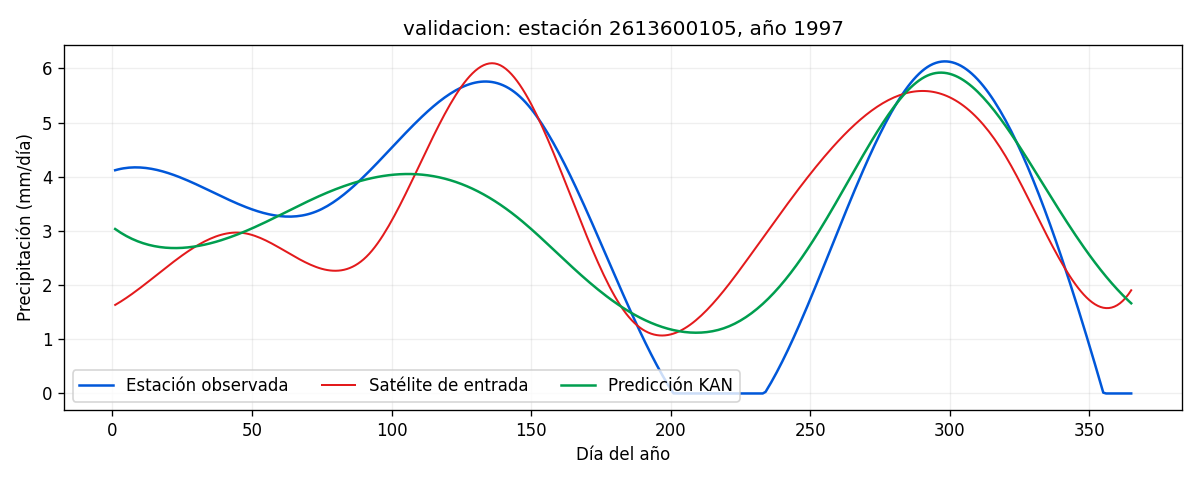 validacion: estación 2613600105, año 1997
Precipitación (mm/día)
6
5
4
3
2
1
0
Estación observada Satélite de entrada Predicción KAN
0 50 100 150 200 250 300 350
Día del año